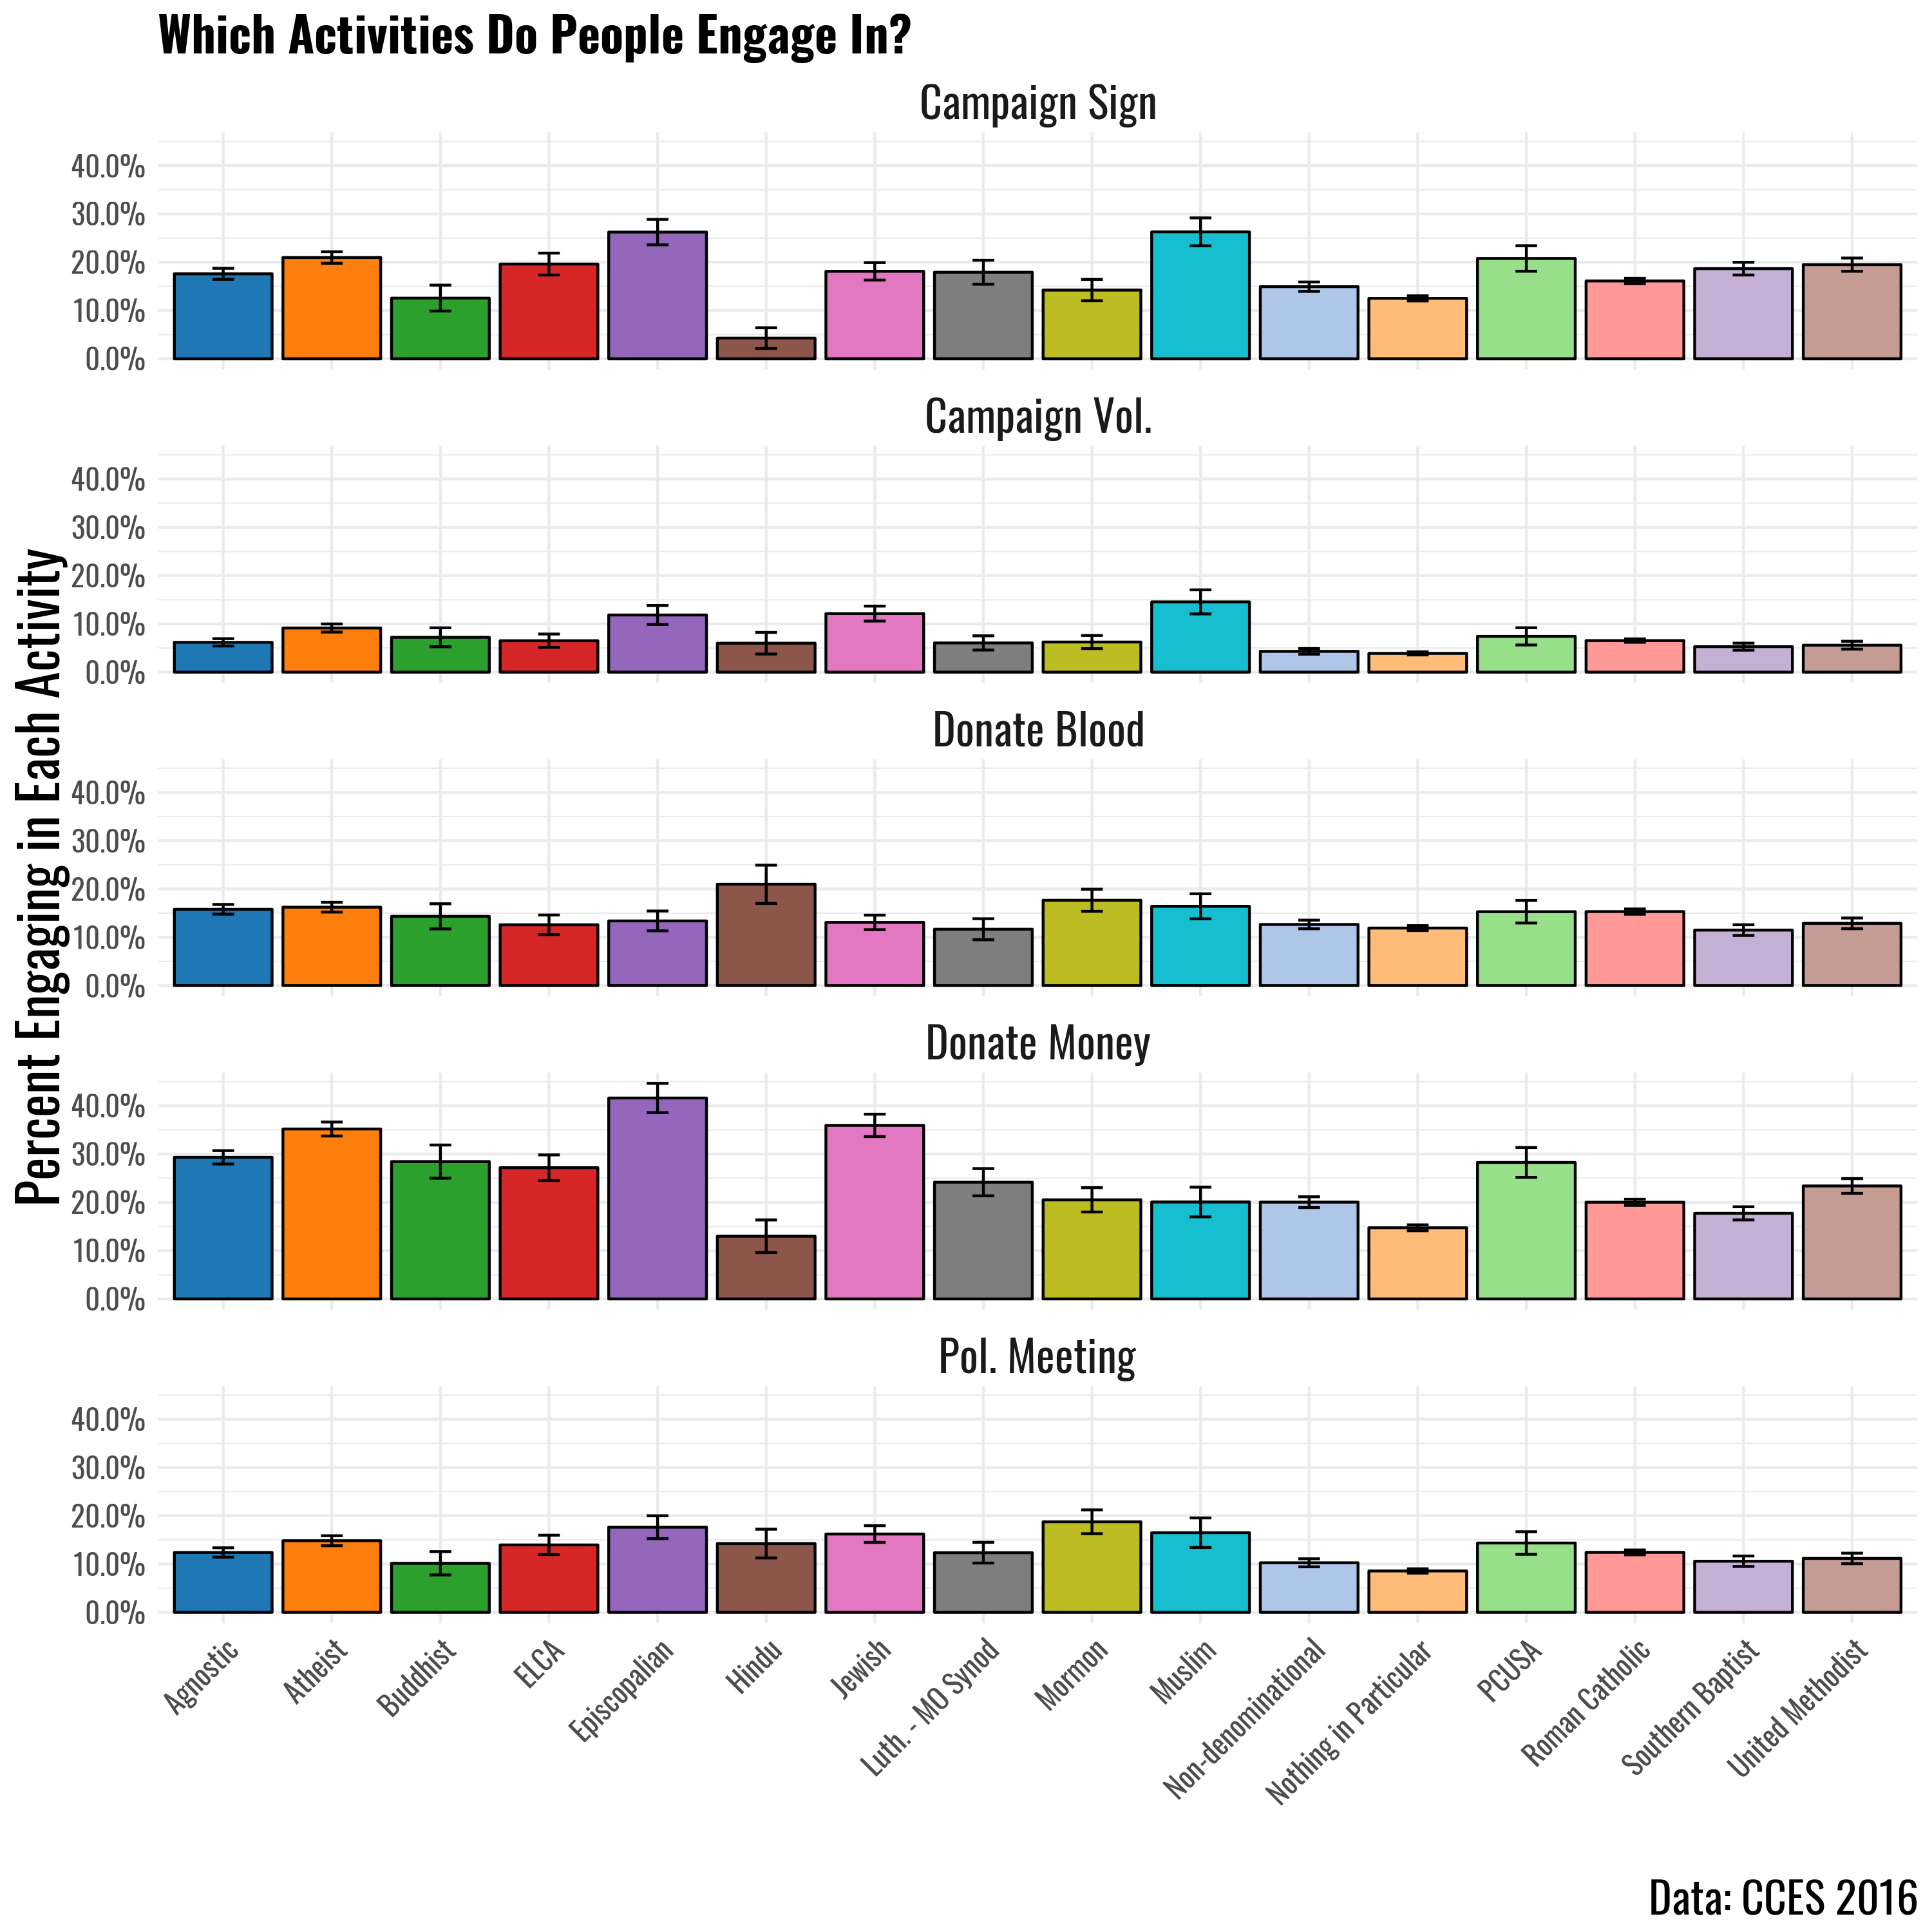 Which Activities Do People Engage In?
Percent Engaging in Each Activity
Campaign Sign
40.0%
30.0%
20.0%
10.0%
0.0%
Campaign Vol.
40.0%
30.0%
20.0%
10.0%
0.0%
Donate Blood
40.0%
30.0%
20.0%
10.0%
0.0%
Donate Money
40.0%
30.0%
20.0%
10.0%
0.0%
Pol. Meeting
40.0%
30.0%
20.0%
10.0%
0.0%
Agnostic
Atheist
Buddhist
ELCA
Episcopalian
Hindu
Jewish
Luth. - MO Synod
Mormon
Muslim
Non-denominational
Nothing in Particular
PCUSA
Roman Catholic
Southern Baptist
United Methodist
Data: CCES 2016